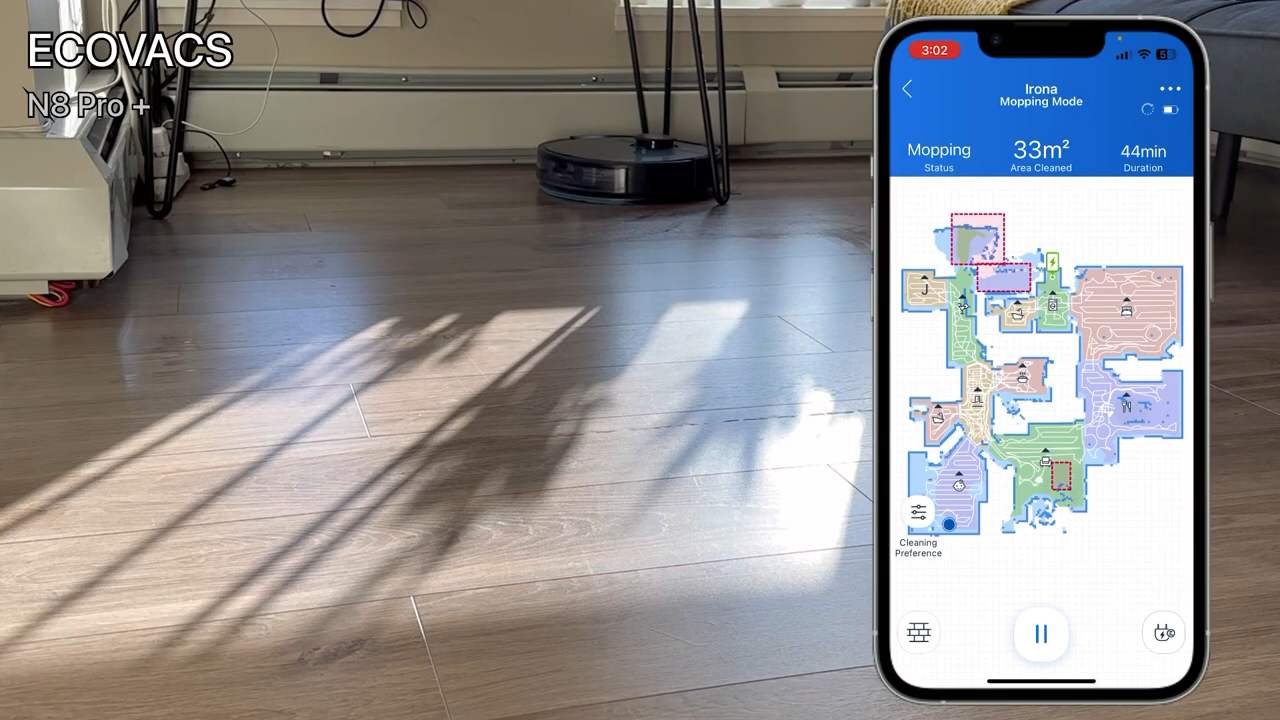 ECOVACS
N8 Pro +
3:02
Irona
Mopping Mode
Mopping
Status
33m²
Area Cleaned
44min
Duration
Cleaning
Preference